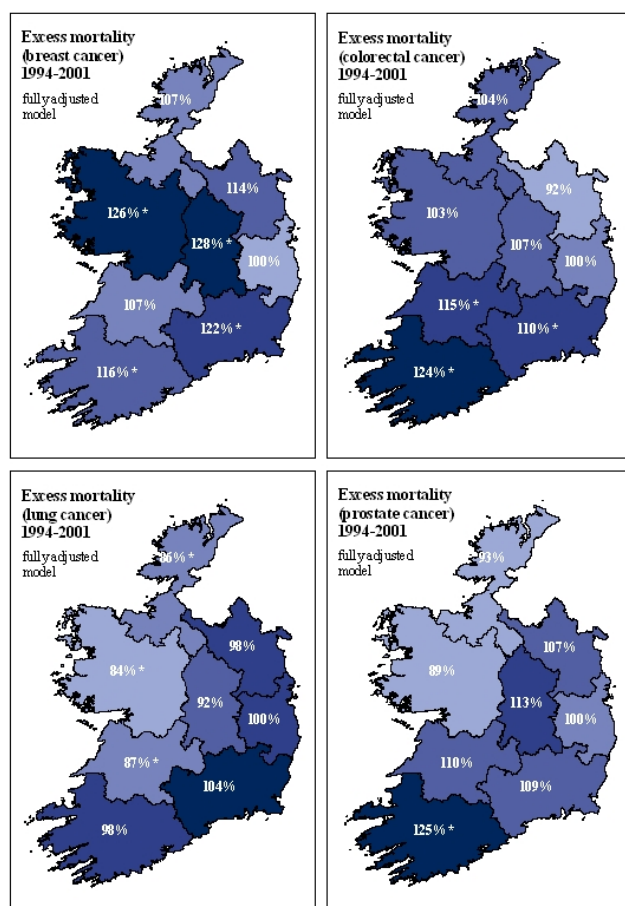 Excess mortality
(breast cancer)
1994-2001
fully adjusted
model
107%
114%
126% *
128% *
100%
107%
122% *
116% *
Excess mortality
(colorectal cancer)
1994-2001
fully adjusted
model
104%
92%
103%
107%
100%
115% *
110% *
124% *
Excess mortality
(lung cancer)
1994-2001
fully adjusted
model
86% *
98%
84% *
92%
100%
87% *
104%
98%
Excess mortality
(prostate cancer)
1994-2001
fully adjusted
model
93%
107%
89%
113%
100%
110%
109%
125% *